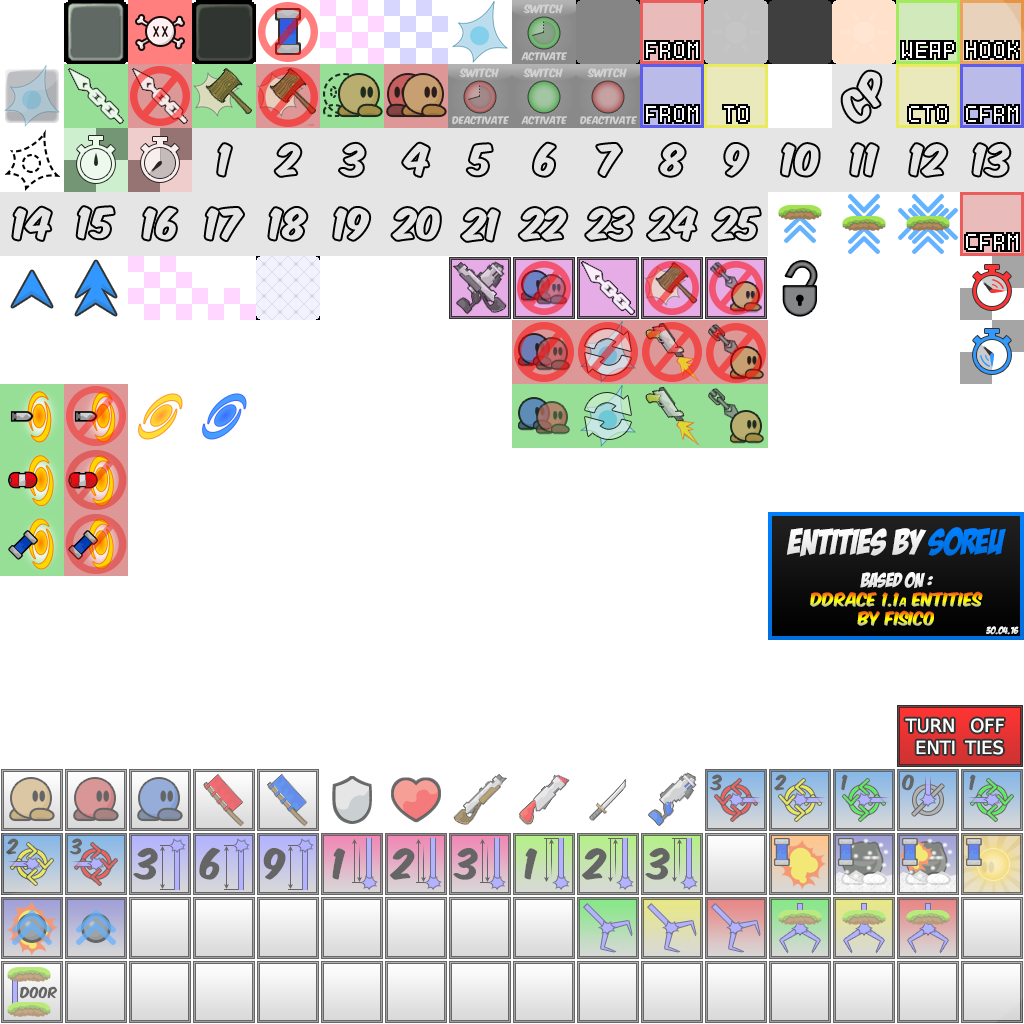 SWITCH
ACTIVATE
FROM
WEAP
HOOK
SWITCH
DEACTIVATE
SWITCH
ACTIVATE
SWITCH
DEACTIVATE
FROM
TO
CP
CTO
CFRM
1 2 3 4 5 6 7 8 9 10 11 12 13
14 15 16 17 18 19 20 21 22 23 24 25
CFRM
ENTITIES BY SOREU
BASED ON :
DDRACE 1.1A ENTITIES
BY FISICO
30.04.16
TURN OFF
ENTI TIES
3 2 1 0 1
2 3 3 6 9 1 2 3 1 2 3
DOOR